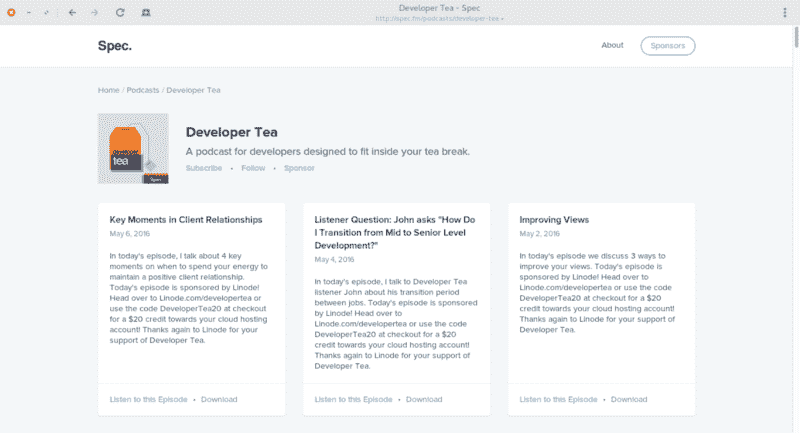 Developer Tea - Spec
http://spec.fm/podcasts/developer-tea
Spec.
About
Sponsors
Home / Podcasts / Developer Tea
tea
Spec
Developer Tea
A podcast for developers designed to fit inside your tea break.
Subscribe • Follow • Sponsor
Key Moments in Client Relationships
May 6, 2016
In today's episode, I talk about 4 key
moments on when to spend your energy to
maintain a positive client relationship.
Today's episode is sponsored by Linode!
Head over to Linode.com/developertea or
use the code DeveloperTea20 at checkout
for a $20 credit towards your cloud hosting
account! Thanks again to Linode for your
support of Developer Tea.
Listen to this Episode • Download
Listener Question: John asks "How Do
I Transition from Mid to Senior Level
Development?"
May 4, 2016
In today's episode, I talk to Developer Tea
listener John about his transition period
between jobs. Today's episode is sponsored
by Linode! Head over to
Linode.com/developertea or use the code
DeveloperTea20 at checkout for a $20
credit towards your cloud hosting account!
Thanks again to Linode for your support of
Developer Tea.
Listen to this Episode • Download
Improving Views
May 2, 2016
In today's episode we discuss 3 ways to
improve your views. Today's episode is
sponsored by Linode! Head over to
Linode.com/developertea or use the code
DeveloperTea20 at checkout for a $20
credit towards your cloud hosting account!
Thanks again to Linode for your support of
Developer Tea.
Listen to this Episode • Download